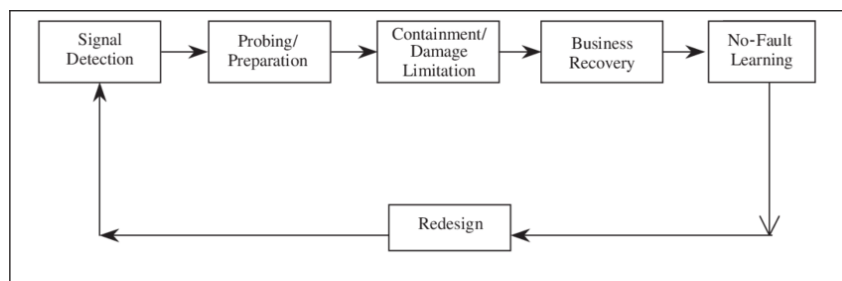 Signal
Detection
Probing/
Preparation
Containment/
Damage
Limitation
Business
Recovery
No-Fault
Learning
Redesign